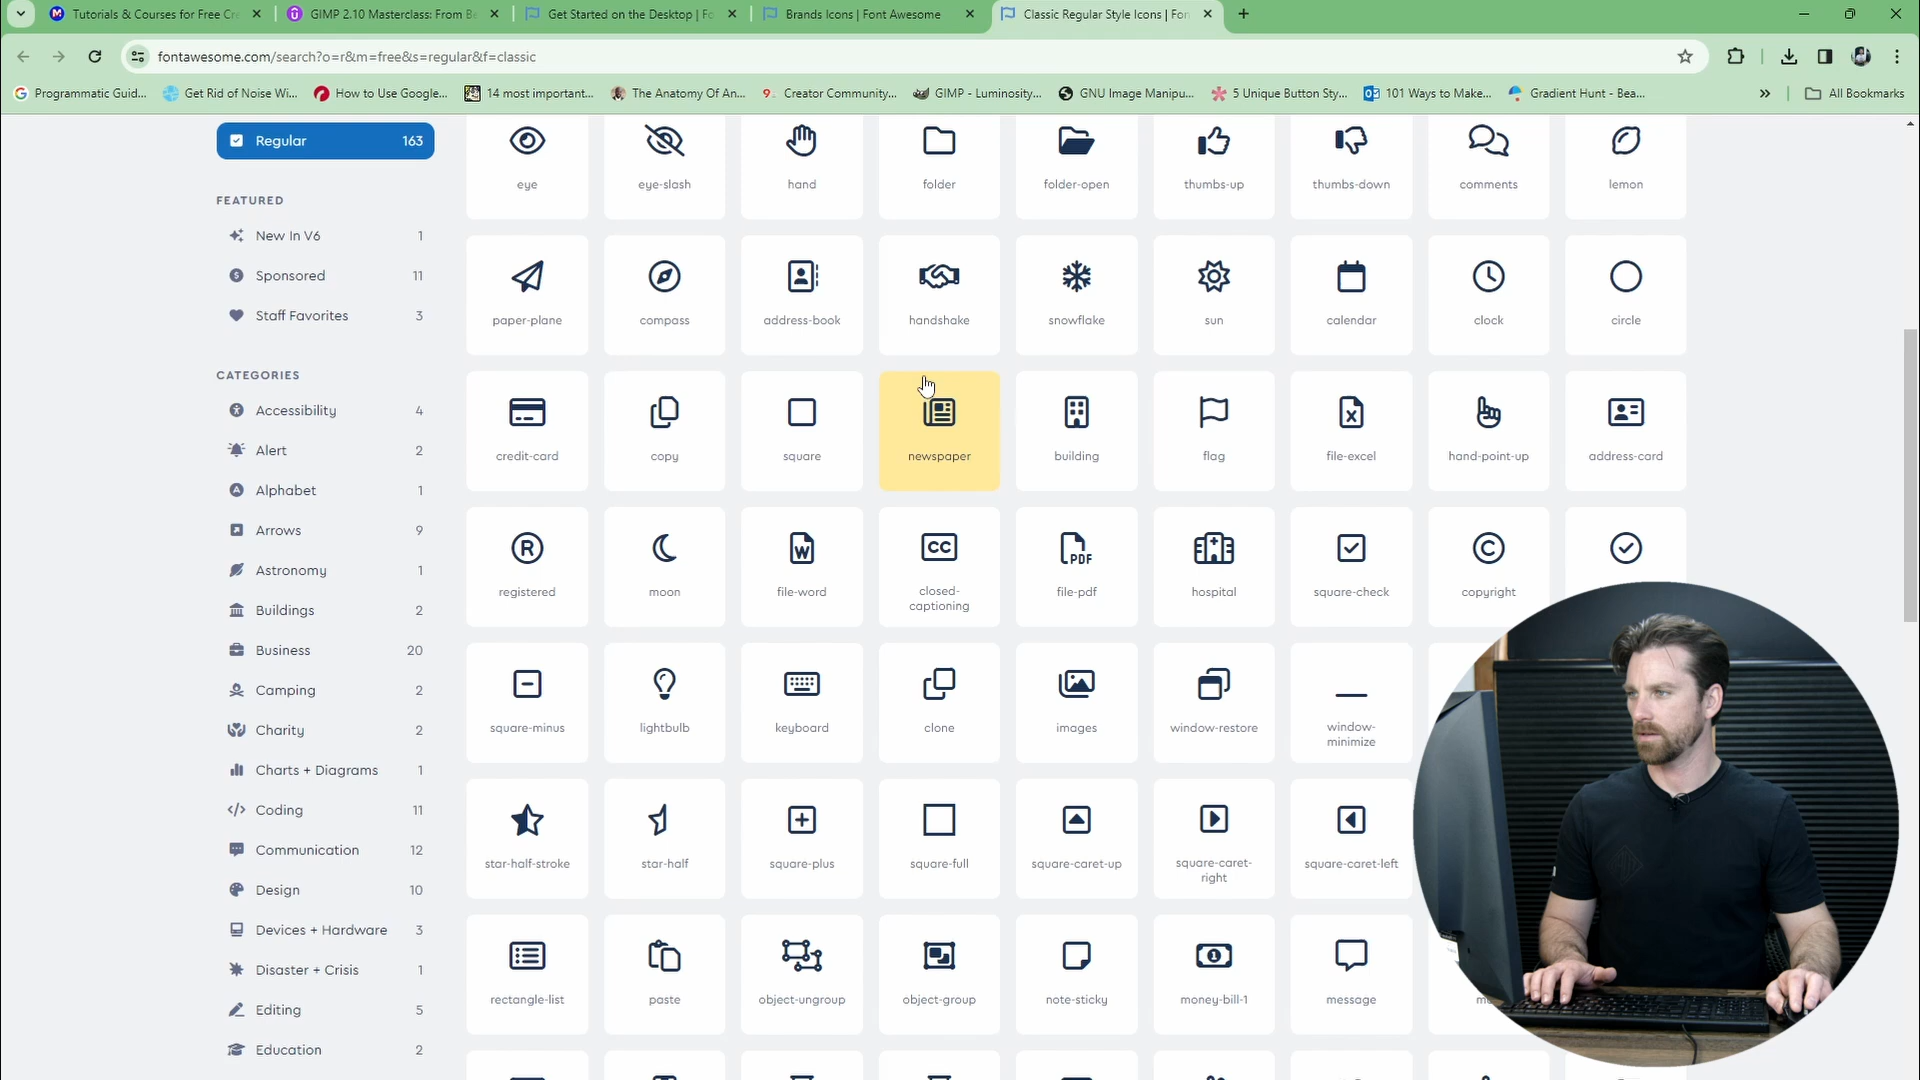 Tutorials & Courses for Free Cre
GIMP 2.10 Masterclass: From Be
Get Started on the Desktop | Fo
Brands Icons | Font Awesome
Classic Regular Style Icons | Fon
fontawesome.com/search?o=r&m=free&s=regular&f=classic
Programmatic Guid...
Get Rid of Noise Wi...
How to Use Google...
14 most important...
The Anatomy Of An...
Creator Community...
GIMP - Luminosity...
GNU Image Manipu...
5 Unique Button Sty...
101 Ways to Make...
Gradient Hunt - Bea...
All Bookmarks
Regular 163
FEATURED
New In V6 1
Sponsored 11
Staff Favorites 3
CATEGORIES
Accessibility 4
Alert 2
Alphabet 1
Arrows 9
Astronomy 1
Buildings 2
Business 20
Camping 2
Charity 2
Charts + Diagrams 1
Coding 11
Communication 12
Design 10
Devices + Hardware 3
Disaster + Crisis 1
Editing 5
Education 2
eye eye-slash hand folder folder-open thumbs-up thumbs-down comments lemon
paper-plane compass address-book handshake snowflake sun calendar clock circle
credit-card copy square newspaper building flag file-excel hand-point-up address-card
registered moon file-word closed-captioning file-pdf hospital square-check copyright
square-minus lightbulb keyboard clone images window-restore window-minimize
star-half-stroke star-half square-plus square-full square-caret-up square-caret-right square-caret-left
rectangle-list paste object-ungroup object-group note-sticky money-bill-1 message